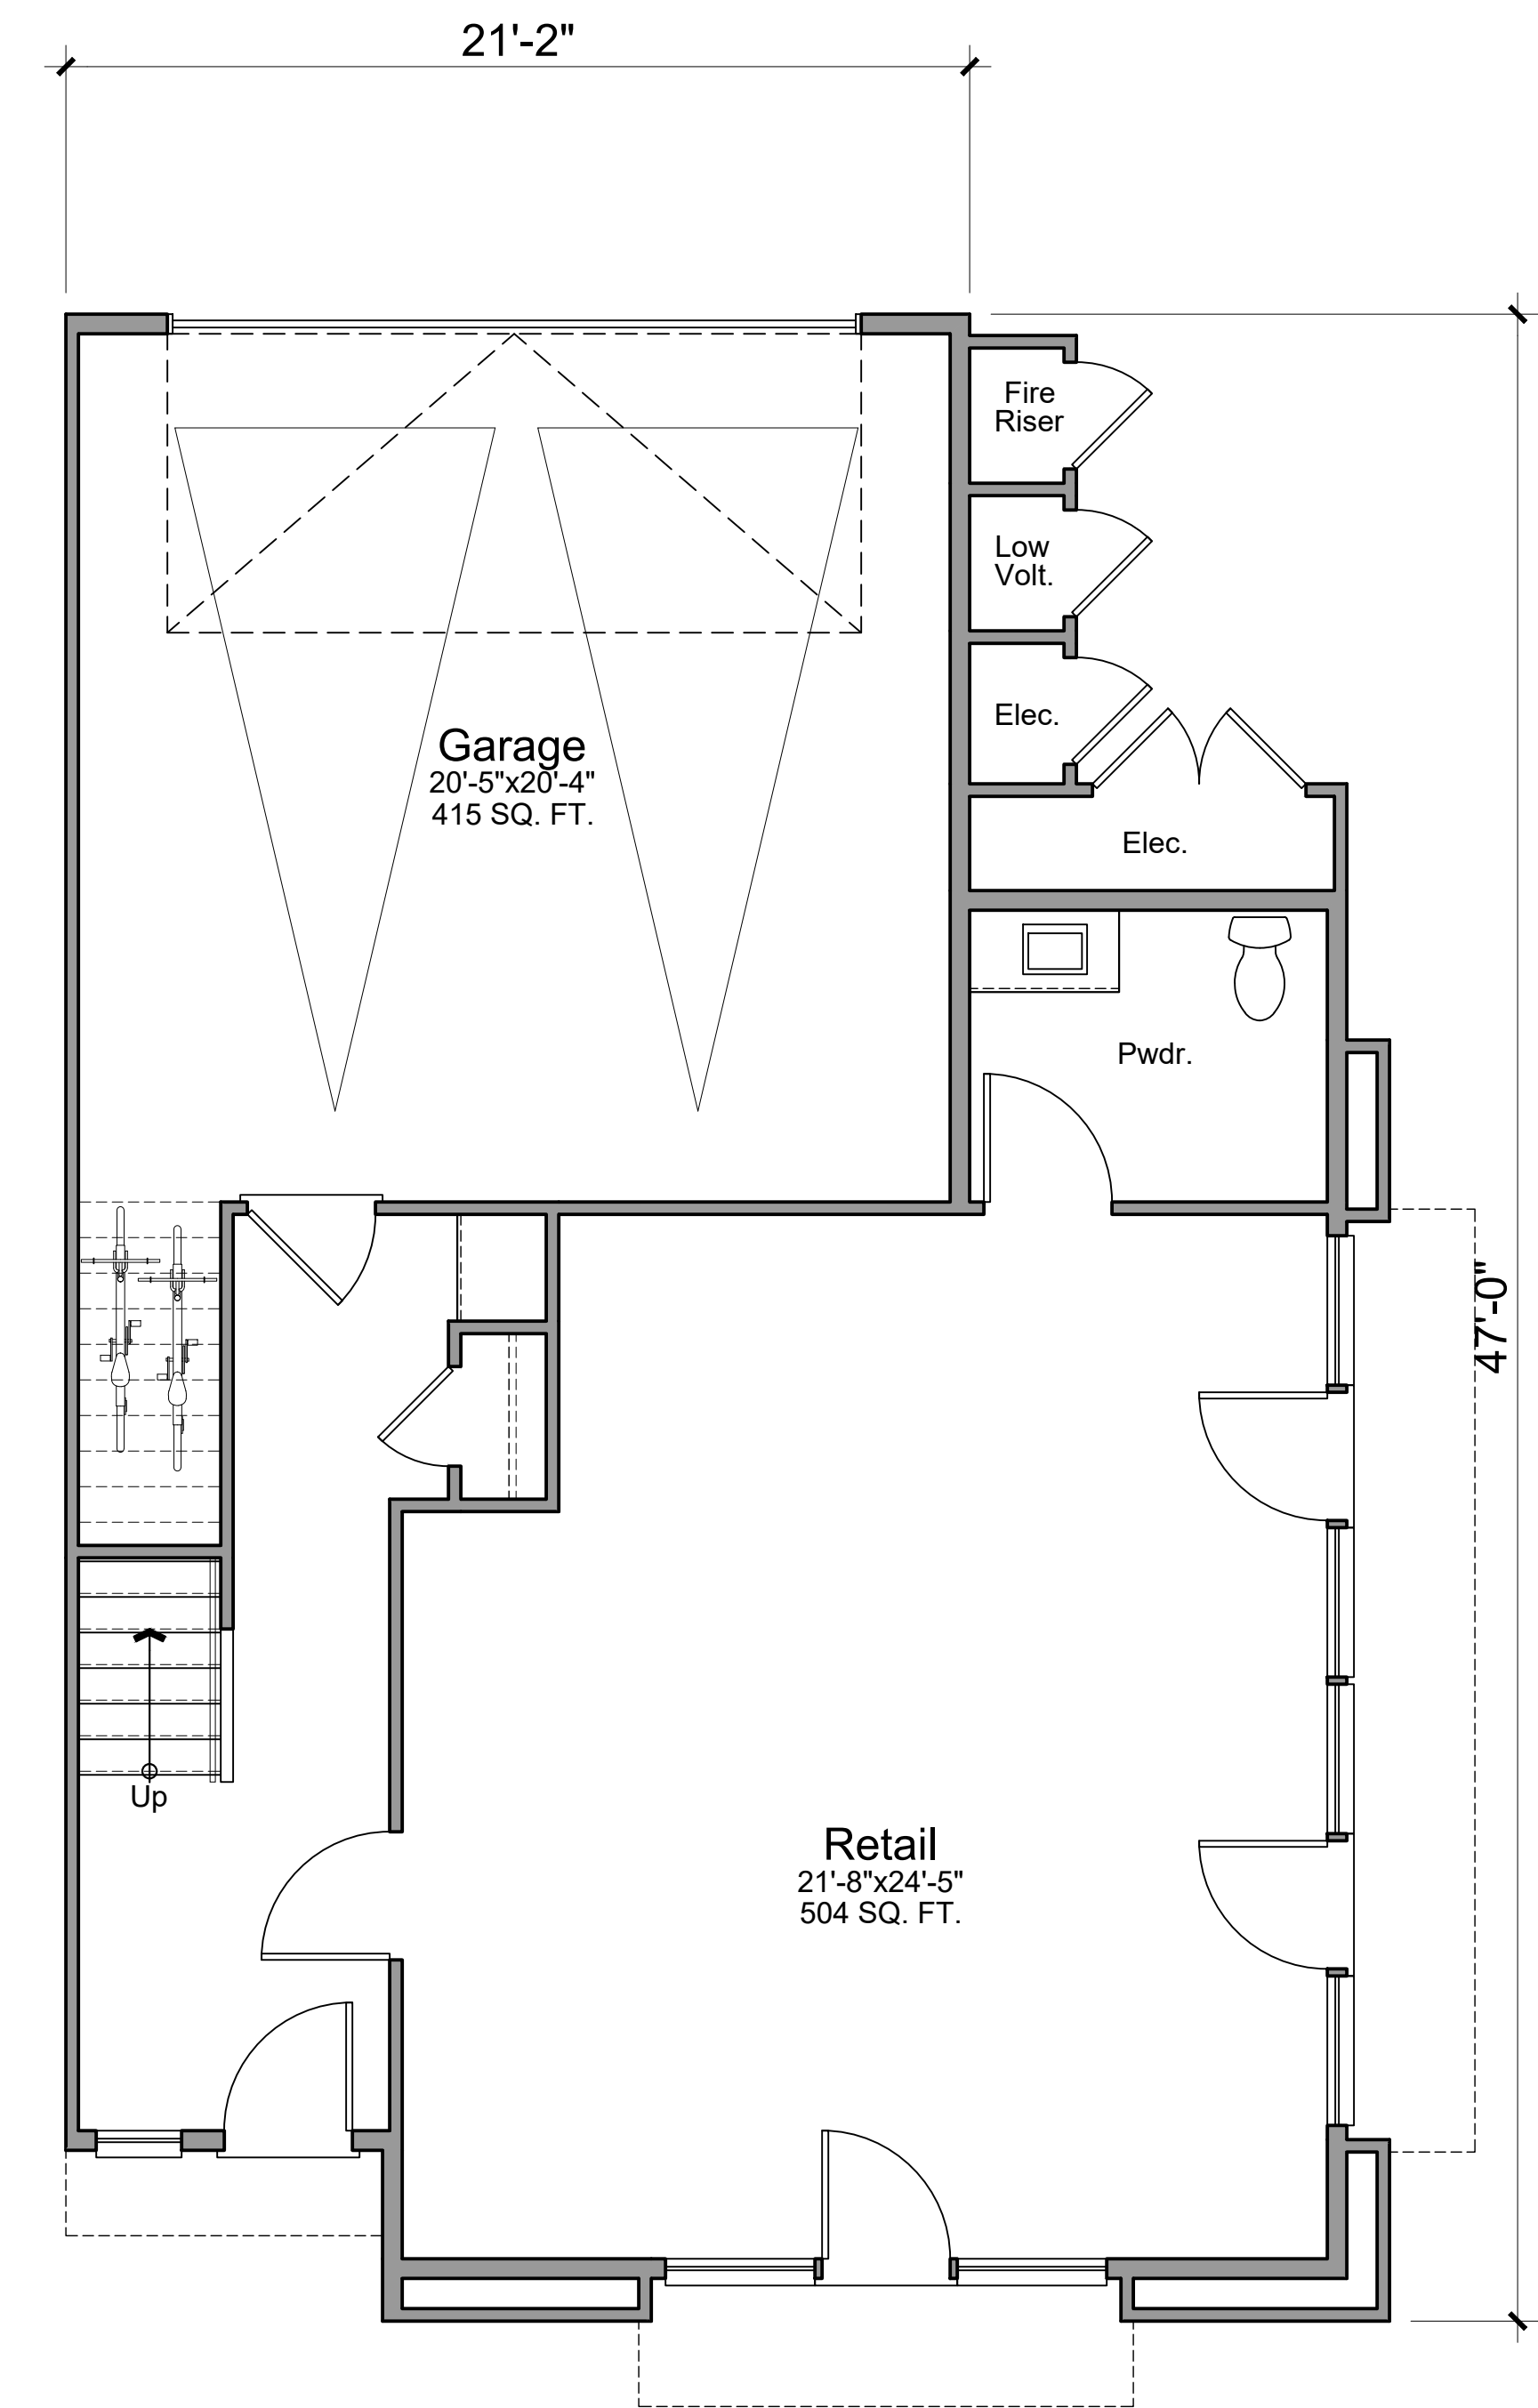 21'-2"
Fire
Riser
Low
Volt.
Elec.
Garage
20'-5"x20'-4"
415 SQ. FT.
Elec.
Pwdr.
47'-0"
Up
Retail
21'-8"x24'-5"
504 SQ. FT.